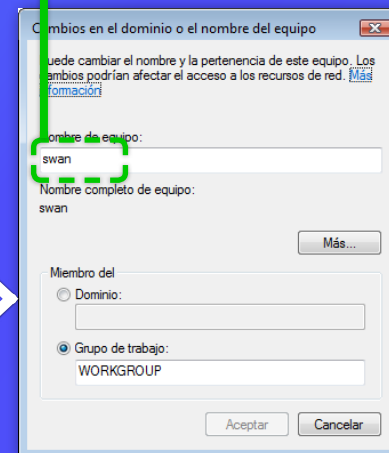 Cambios en el dominio o el nombre del equipo
Puede cambiar el nombre y la pertenencia de este equipo. Los
cambios podrían afectar el acceso a los recursos de red. Más
información
Nombre de equipo:
swan
Nombre completo de equipo:
swan
Más...
Miembro del
Dominio:
Grupo de trabajo:
WORKGROUP
Aceptar
Cancelar